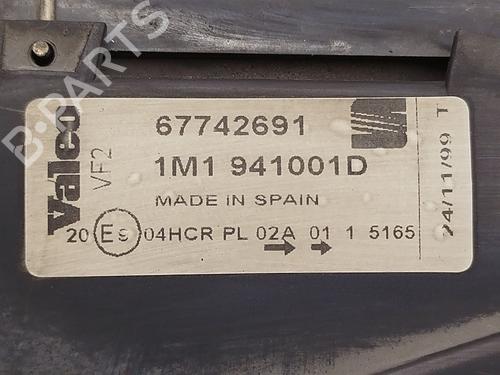 B-PARTS
Valeo
VF2
67742691
1M1 941001D
MADE IN SPAIN
20 E9 04HCR PL 02A 01 1 5165
24/11/99 T